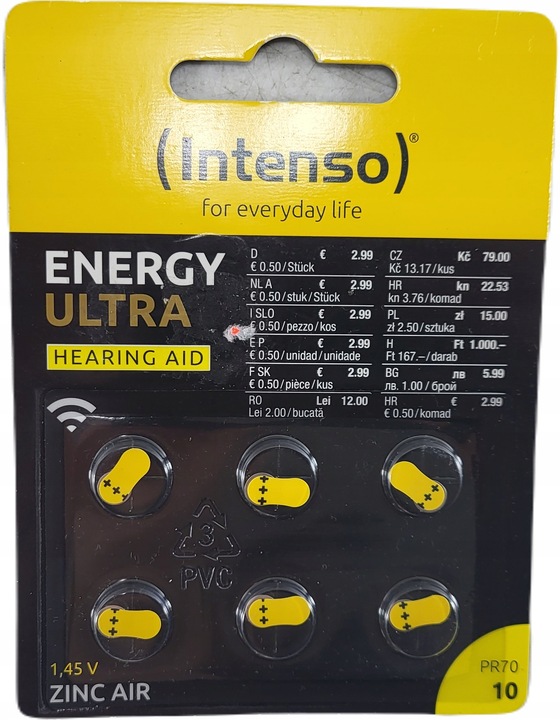 (Intenso)®
for everyday life
ENERGY
ULTRA
HEARING AID
D € 2.99
€ 0.50/Stück
NL A € 2.99
€ 0.50/stuk/Stück
I SLO € 2.99
€ 0.50/pezzo/kos
E P € 2.99
€ 0.50/unidad/unidade
F SK € 2.99
€ 0.50/pièce/kus
RO Lei 12.00
Lei 2.00/bucată
CZ Kč 79.00
Kč 13.17/kus
HR kn 22.53
kn 3.76/komad
PL zł 15.00
zł 2.50/sztuka
H Ft 1.000.–
Ft 167.–/darab
BG лв 5.99
лв. 1.00/брой
HR € 2.99
€ 0.50/komad
3
PVC
1,45 V
ZINC AIR
PR70
10